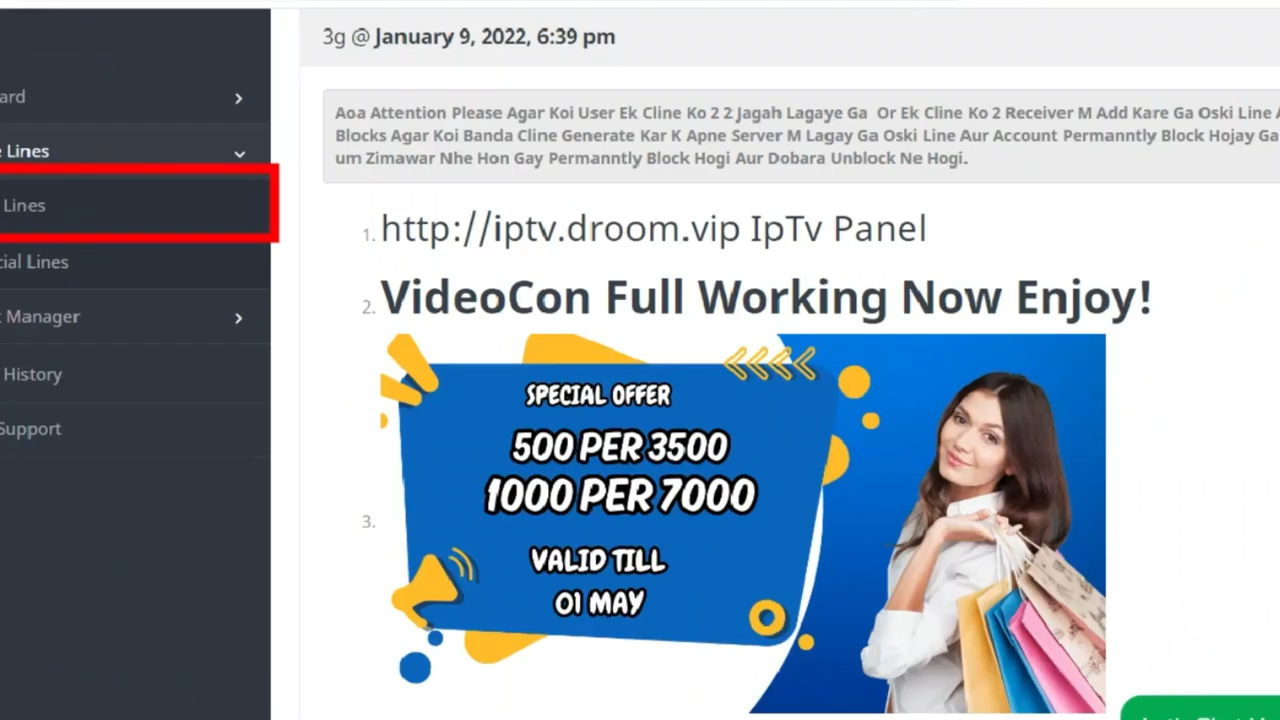 3g @ January 9, 2022, 6:39 pm
ard
Lines
Lines
cial Lines
Manager
History
Support
Aoa Attention Please Agar Koi User Ek Cline Ko 2 2 Jagah Lagaye Ga Or Ek Cline Ko 2 Receiver M Add Kare Ga Oski Line
Blocks Agar Koi Banda Cline Generate Kar K Apne Server M Lagay Ga Oski Line Aur Account Permanntly Block Hojay Ga
um Zimawar Nhe Hon Gay Permanntly Block Hogi Aur Dobara Unblock Ne Hogi.
1. http://iptv.droom.vip IpTv Panel
2. VideoCon Full Working Now Enjoy!
3.
SPECIAL OFFER
500 PER 3500
1000 PER 7000
VALID TILL
01 MAY